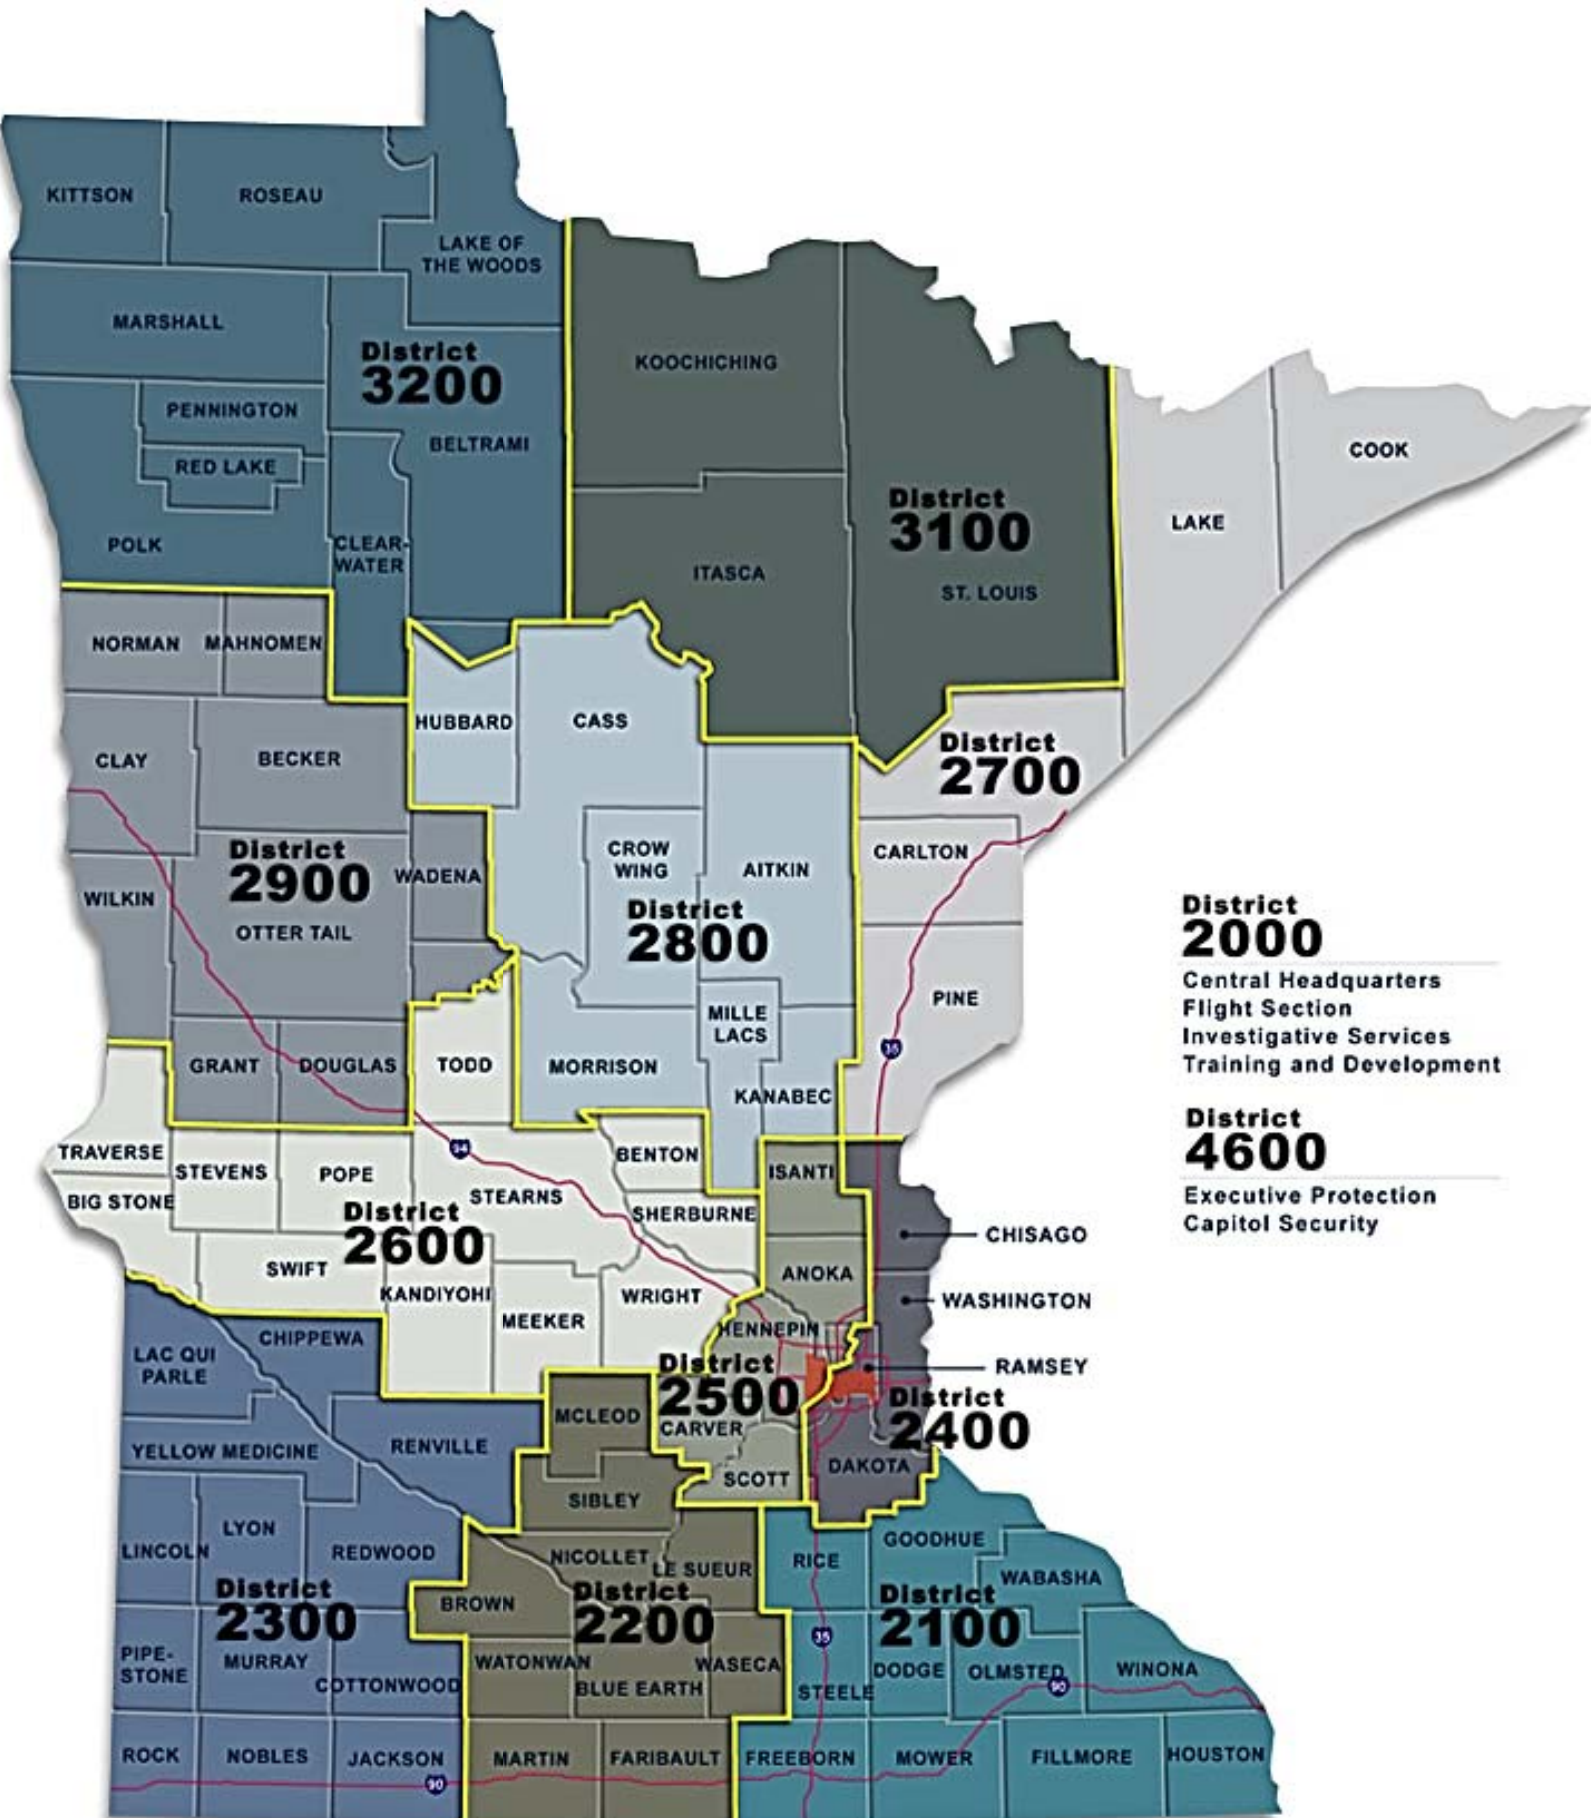 KITTSON
ROSEAU
LAKE OF
THE WOODS
MARSHALL
District
3200
KOOCHICHING
PENNINGTON
BELTRAMI
RED LAKE
COOK
District
3100
LAKE
POLK
CLEAR-
WATER
ITASCA
ST. LOUIS
NORMAN
MAHNOMEN
HUBBARD
CASS
CLAY
BECKER
District
2700
District
2900
WADENA
CROW
WING
AITKIN
CARLTON
WILKIN
OTTER TAIL
District
2800
District
2000
Central Headquarters
Flight Section
Investigative Services
Training and Development
PINE
MILLE
LACS
35
GRANT
DOUGLAS
TODD
MORRISON
KANABEC
District
4600
Executive Protection
Capitol Security
TRAVERSE
94
BENTON
STEVENS
POPE
ISANTI
BIG STONE
STEARNS
District
2600
SHERBURNE
CHISAGO
SWIFT
ANOKA
KANDIYOHI
WRIGHT
WASHINGTON
MEEKER
HENNEPIN
CHIPPEWA
LAC QUI
PARLE
District
2500
RAMSEY
District
2400
MCLEOD
CARVER
YELLOW MEDICINE
RENVILLE
DAKOTA
SCOTT
SIBLEY
LYON
LINCOLN
REDWOOD
NICOLLET
LE SUEUR
RICE
GOODHUE
WABASHA
District
2300
BROWN
District
2200
District
2100
35
PIPE-
STONE
MURRAY
COTTONWOOD
WATONWAN
WASECA
BLUE EARTH
STEELE
DODGE
OLMSTED
90
WINONA
ROCK
NOBLES
JACKSON
90
MARTIN
FARIBAULT
FREEBORN
MOWER
FILLMORE
HOUSTON